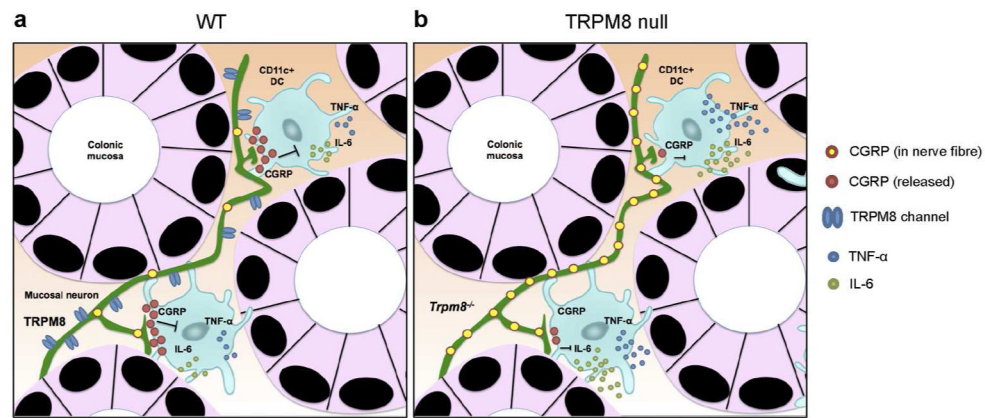 a WT
b TRPM8 null
CD11c+
DC
TNF-α
IL-6
CGRP
Colonic
mucosa
Mucosal neuron
TRPM8
CGRP
TNF-α
IL-6
CD11c+
DC
TNF-α
IL-6
CGRP
Colonic
mucosa
Trpm8-/-
CGRP
TNF-α
IL-6
CGRP (in nerve fibre)
CGRP (released)
TRPM8 channel
TNF-α
IL-6